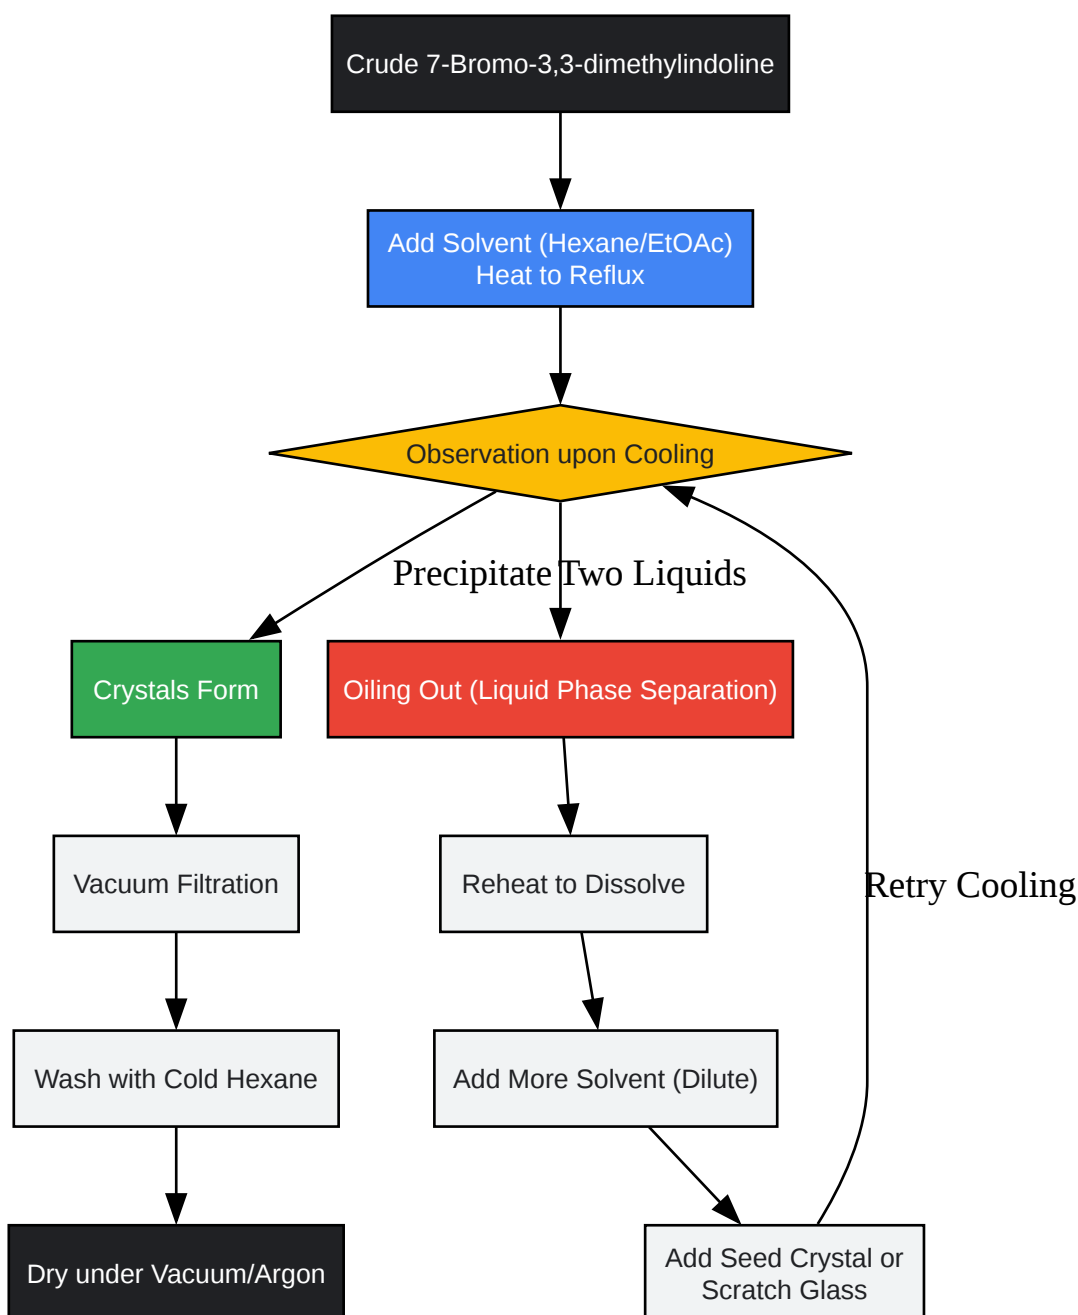 Crude 7-Bromo-3,3-dimethylindoline
Add Solvent (Hexane/EtOAc)
Heat to Reflux
Observation upon Cooling
Precipitate
Two Liquids
Crystals Form
Oiling Out (Liquid Phase Separation)
Vacuum Filtration
Reheat to Dissolve
Retry Cooling
Wash with Cold Hexane
Add More Solvent (Dilute)
Dry under Vacuum/Argon
Add Seed Crystal or
Scratch Glass